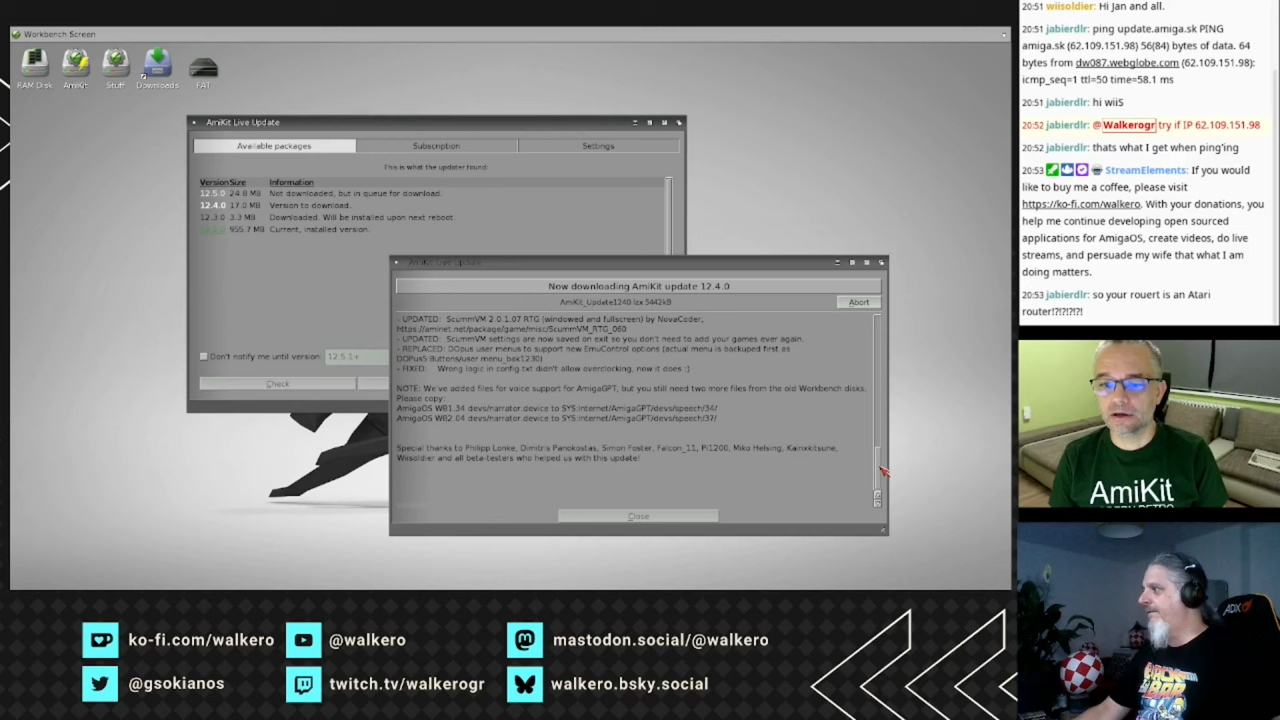 Workbench Screen
RAM Disk
AmiKit
Stuff
Downloads
FAT
AmiKit Live Update
Available packages
Subscription
Settings
This is what the updater found:
Version Size Information
12.5.0 24.8 MB Not downloaded, but in queue for download.
12.4.0 17.0 MB Version to download.
12.3.0 3.3 MB Downloaded. Will be installed upon next reboot.
955.7 MB Current, installed version.
Don't notify me until version:
12.5.1+
Check
AmiKit Live Update
Now downloading AmiKit update 12.4.0
AmiKit_Update1240.lzx 5442kB
Abort
- UPDATED: ScummVM 2.0.1.07 RTG (windowed and fullscreen) by NovaCoder,
https://aminet.net/package/game/misc/ScummVM_RTG_060
- UPDATED: ScummVM settings are now saved on exit so you don't need to add your games ever again.
- REPLACED: DOpus user menus to support new EmuControl options (actual menu is backuped first as
DOPus5 Buttons/user menu_bak1230)
- FIXED: Wrong logic in config.txt didn't allow overclocking, now it does :)
NOTE: We've added files for voice support for AmigaGPT, but you still need two more files from the old Workbench disks.
Please copy:
AmigaOS WB1.34 devs/narrator.device to SYS:Internet/AmigaGPT/devs/speech/34/
AmigaOS WB2.04 devs/narrator.device to SYS:Internet/AmigaGPT/devs/speech/37/
Special thanks to Philipp Lonke, Dimitris Panokostas, Simon Foster, Falcon_11, Pi1200, Miko Helsing, Kainxkitsune,
Wiisoldier and all beta-testers who helped us with this update!
Close
20:51 wiisoldier: Hi Jan and all.
20:51 jabierdlr: ping update.amiga.sk PING
amiga.sk (62.109.151.98) 56(84) bytes of data. 64
bytes from dw087.webglobe.com (62.109.151.98):
icmp_seq=1 ttl=50 time=58.1 ms
20:51 jabierdlr: hi wiiS
20:52 jabierdlr: @Walkerogr try if IP 62.109.151.98
20:52 jabierdlr: thats what I get when ping'ing
20:53 StreamElements: If you would
like to buy me a coffee, please visit
https://ko-fi.com/walkero. With your donations, you
help me continue developing open sourced
applications for AmigaOS, create videos, do live
streams, and persuade my wife that what I am
doing matters.
20:53 jabierdlr: so your rouert is an Atari
router!?!?!?!?!
AmiKit
ADX
BACK
BAR
ko-fi.com/walkero
@walkero
mastodon.social/@walkero
@gsokianos
twitch.tv/walkerogr
walkero.bsky.social